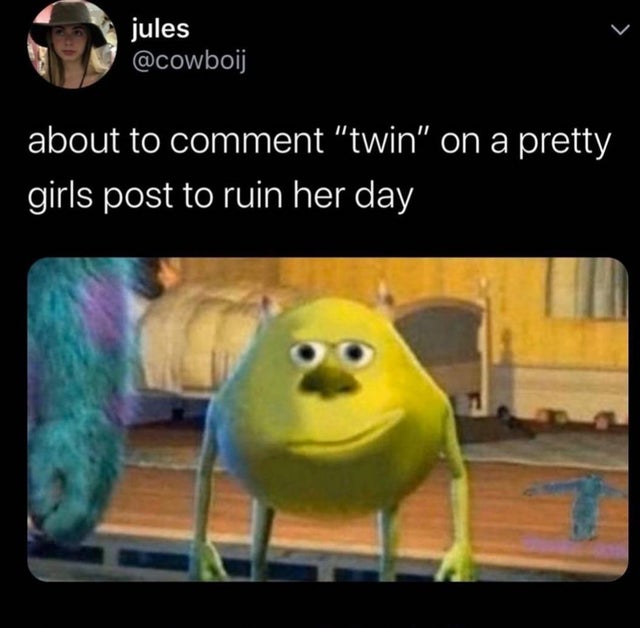 jules
@cowboij
about to comment "twin" on a pretty
girls post to ruin her day